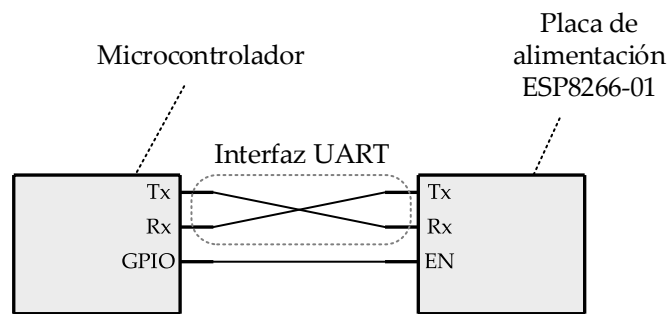 Placa de
alimentación
ESP8266-01
Microcontrolador
Interfaz UART
Tx
Tx
Rx
Rx
GPIO
EN